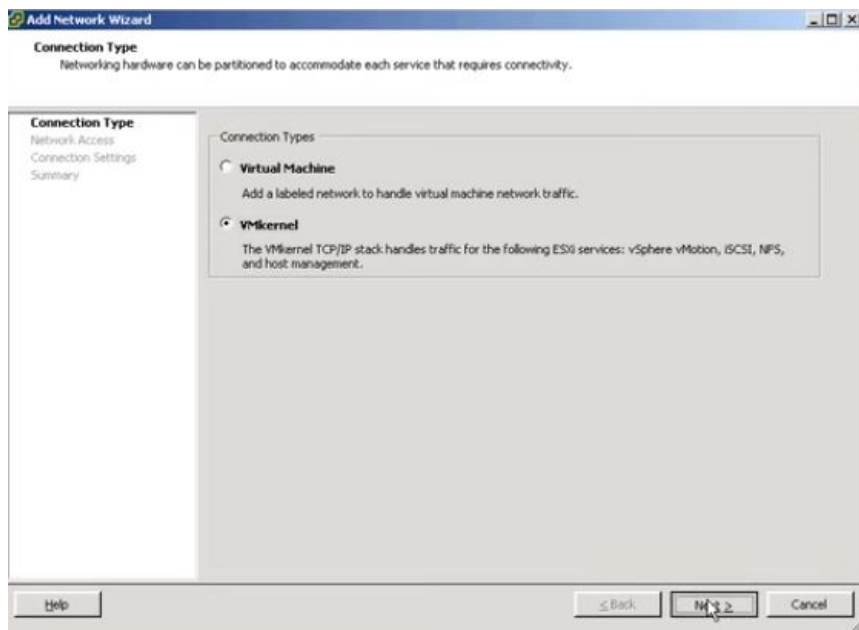 Add Network Wizard
Connection Type
Networking hardware can be partitioned to accommodate each service that requires connectivity.
Connection Type
Network Access
Connection Settings
Summary
Connection Types
Virtual Machine
Add a labeled network to handle virtual machine network traffic.
VMkernel
The VMkernel TCP/IP stack handles traffic for the following ESXi services: vSphere vMotion, iSCSI, NFS,
and host management.
Help
< Back
Next >
Cancel